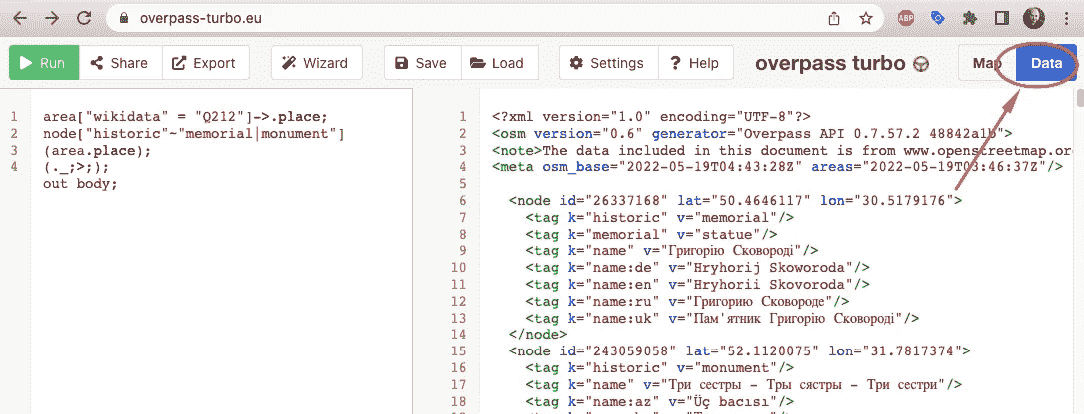 overpass-turbo.eu
ABP
Run Share Export Wizard Save Load Settings Help overpass turbo Map Data
1 area["wikidata" = "Q212"]->.place;
2 node["historic"~"memorial|monument"]
3 (area.place);
4 (._;>;);
out body;
1 <?xml version="1.0" encoding="UTF-8"?>
2 <osm version="0.6" generator="Overpass API 0.7.57.2 48842a1b">
3 <note>The data included in this document is from www.openstreetmap.or
4 <meta osm_base="2022-05-19T04:43:28Z" areas="2022-05-19T03:46:37Z"/>
5
6 <node id="26337168" lat="50.4646117" lon="30.5179176">
7 <tag k="historic" v="memorial"/>
8 <tag k="memorial" v="statue"/>
9 <tag k="name" v="Григорію Сковороді"/>
10 <tag k="name:de" v="Hryhorij Skoworoda"/>
11 <tag k="name:en" v="Hryhorii Skovoroda"/>
12 <tag k="name:ru" v="Григорию Сковороде"/>
13 <tag k="name:uk" v="Пам'ятник Григорію Сковороді"/>
14 </node>
15 <node id="243059058" lat="52.1120075" lon="31.7817374">
16 <tag k="historic" v="monument"/>
17 <tag k="name" v="Три сестры - Тры сястры - Три сестри"/>
18 <tag k="name:az" v="Üç bacısı"/>